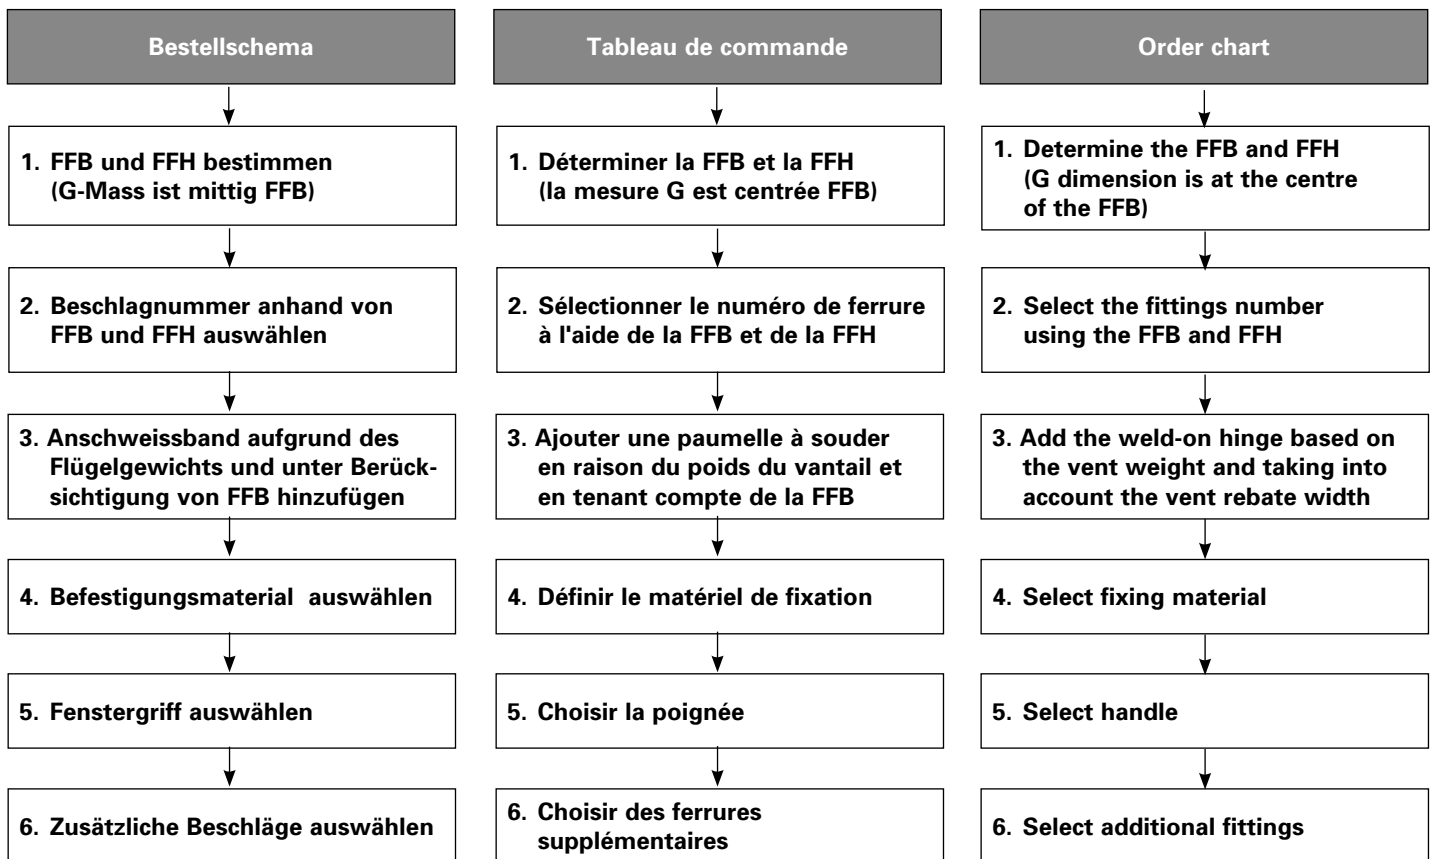 Bestellschema
1. FFB und FFH bestimmen
(G-Mass ist mittig FFB)
2. Beschlagnummer anhand von
FFB und FFH auswählen
3. Anschweissband aufgrund des
Flügelgewichts und unter Berück-
sichtigung von FFB hinzufügen
4. Befestigungsmaterial auswählen
5. Fenstergriff auswählen
6. Zusätzliche Beschläge auswählen
Tableau de commande
1. Déterminer la FFB et la FFH
(la mesure G est centrée FFB)
2. Sélectionner le numéro de ferrure
à l'aide de la FFB et de la FFH
3. Ajouter une paumelle à souder
en raison du poids du vantail et
en tenant compte de la FFB
4. Définir le matériel de fixation
5. Choisir la poignée
6. Choisir des ferrures
supplémentaires
Order chart
1. Determine the FFB and FFH
(G dimension is at the centre
of the FFB)
2. Select the fittings number
using the FFB and FFH
3. Add the weld-on hinge based on
the vent weight and taking into
account the vent rebate width
4. Select fixing material
5. Select handle
6. Select additional fittings